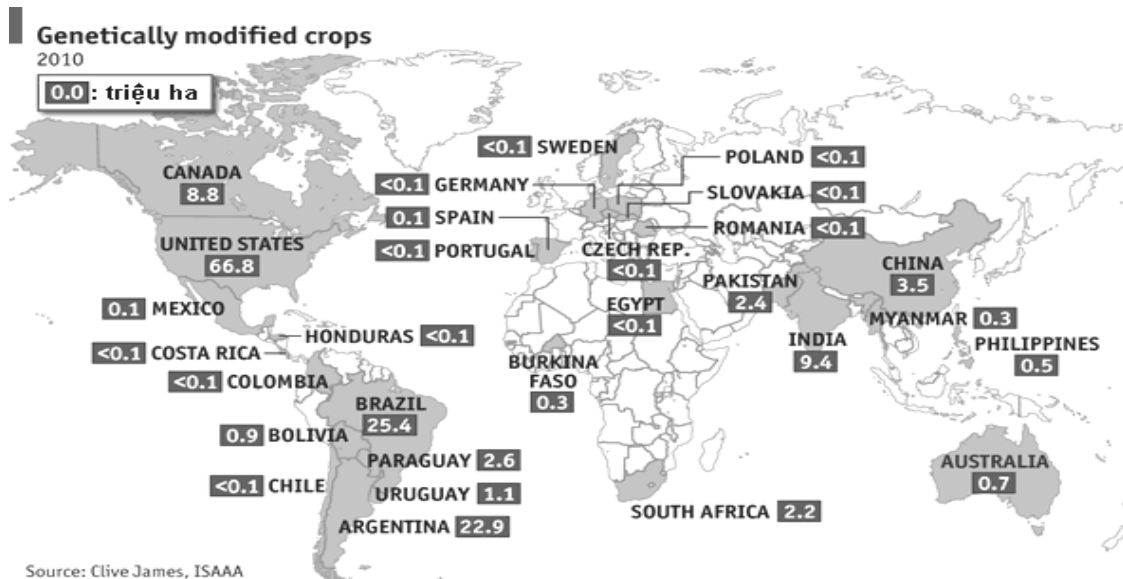 Genetically modified crops
2010
0.0 : triệu ha
CANADA
8.8
UNITED STATES
66.8
0.1 MEXICO
HONDURAS <0.1
<0.1 COSTA RICA
<0.1 COLOMBIA
BRAZIL
25.4
0.9 BOLIVIA
PARAGUAY 2.6
<0.1 CHILE
URUGUAY 1.1
ARGENTINA 22.9
<0.1 SWEDEN
<0.1 GERMANY
0.1 SPAIN
<0.1 PORTUGAL
POLAND <0.1
SLOVAKIA <0.1
ROMANIA <0.1
CZECH REP.
<0.1
EGYPT
<0.1
BURKINA
FASO
0.3
SOUTH AFRICA 2.2
PAKISTAN
2.4
INDIA
9.4
CHINA
3.5
MYANMAR 0.3
PHILIPPINES
0.5
AUSTRALIA
0.7
Source: Clive James, ISAAA